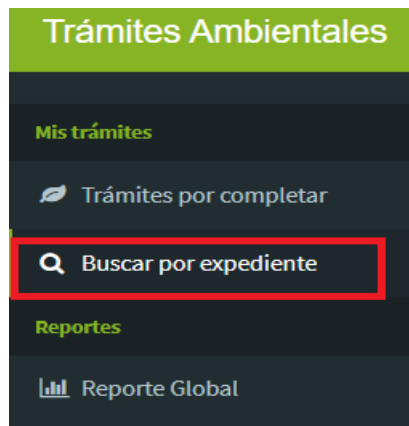 Trámites Ambientales
Mis trámites
Trámites por completar
Buscar por expediente
Reportes
Reporte Global